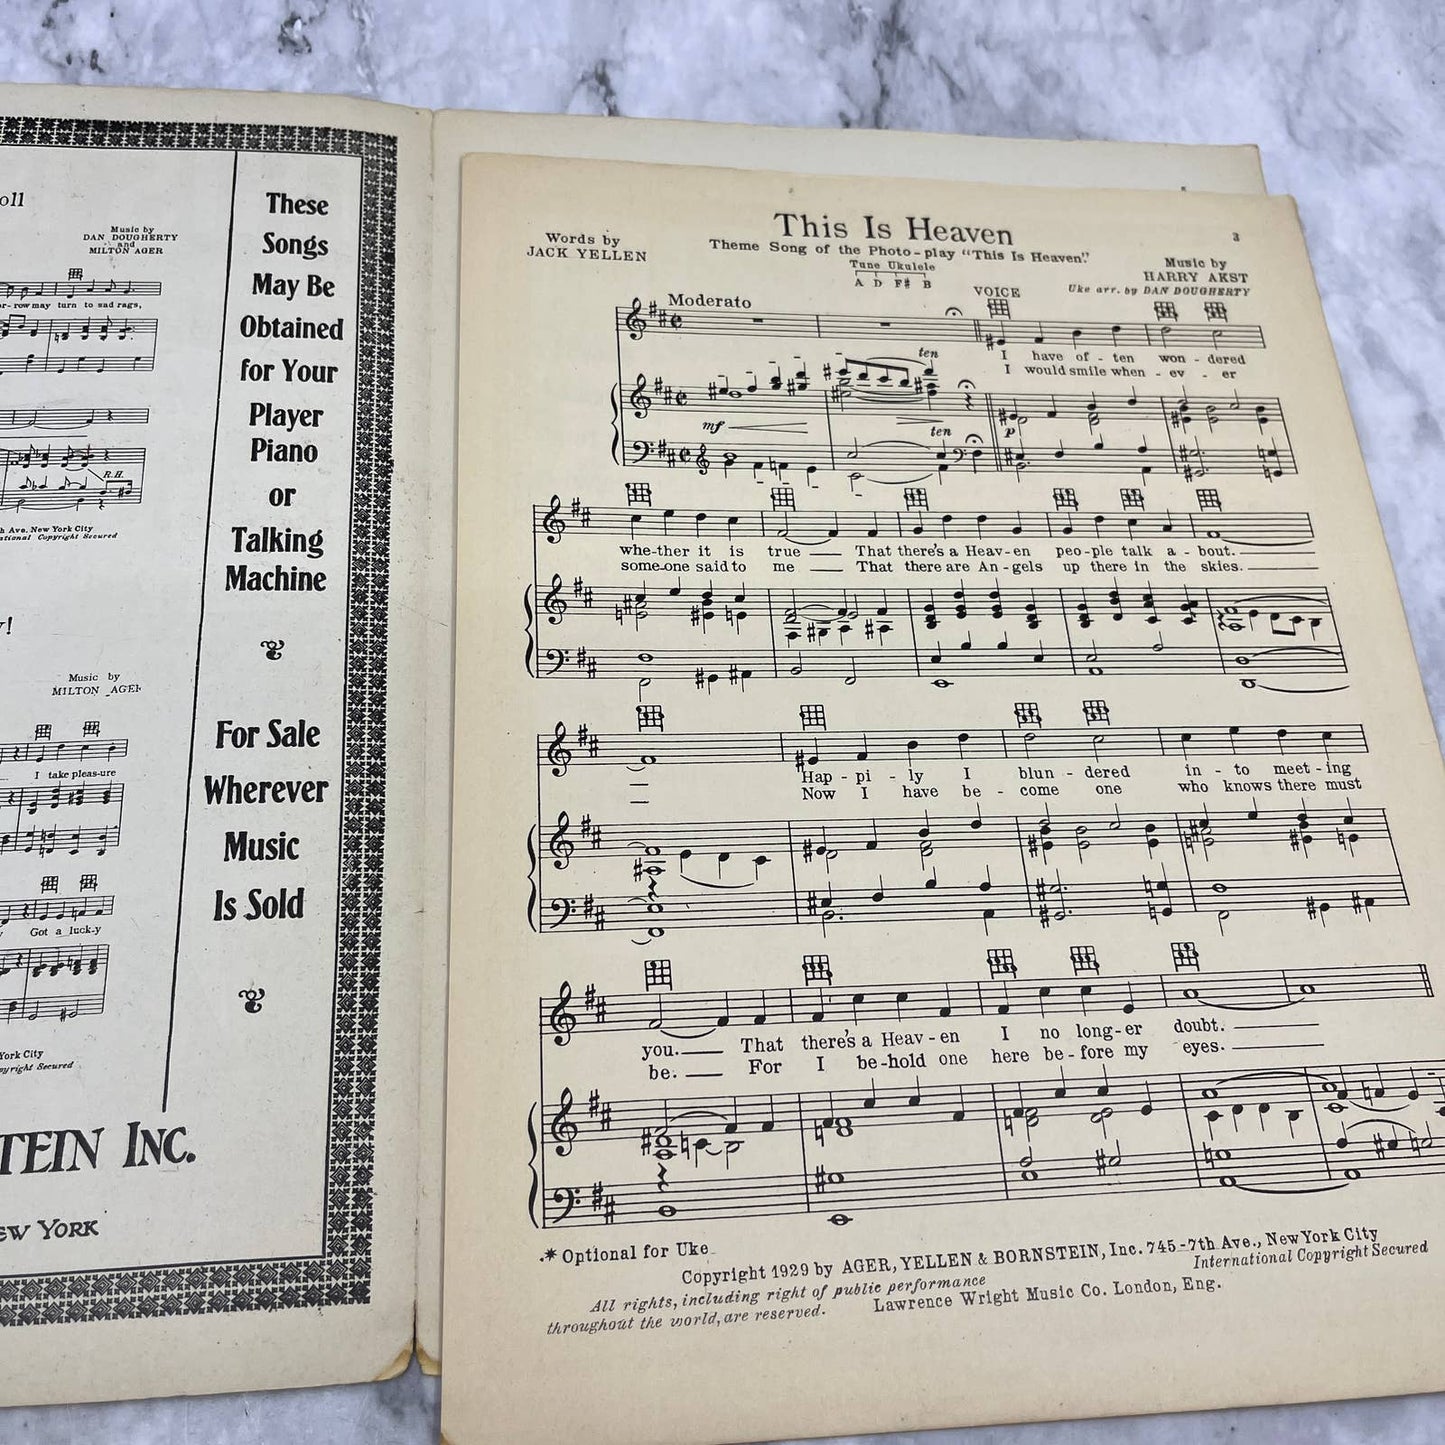 oll
Music by
DAN DOUGHERTY
and
MILTON AGER
row may turn to sad rags,
R.H.
h Ave. New York City
national Copyright Secured
y!
Music by
MILTON AGER
I take pleas-ure
Got a luck-y
York City
pyright Secured
TEIN INC.
EW YORK
These
Songs
May Be
Obtained
for Your
Player
Piano
or
Talking
Machine
For Sale
Wherever
Music
Is Sold
3
This Is Heaven
Theme Song of the Photo-play "This Is Heaven."
Words by
JACK YELLEN
Tune Ukulele
A D F# B
Music by
HARRY AKST
Uke arr. by DAN DOUGHERTY
Moderato
VOICE
ten
I have of - ten won - dered
I would smile when - ev - er
mf
ten
p
whe-ther it is true That there's a Heav-en peo-ple talk a-bout.
some-one said to me That there are An-gels up there in the skies.
Hap - pi - ly I blun - dered in - to meet-ing
Now I have be - come one who knows there must
you. That there's a Heav-en I no long-er doubt.
be. For I be-hold one here be-fore my eyes.
* Optional for Uke
Copyright 1929 by AGER, YELLEN & BORNSTEIN, Inc. 745-7th Ave., New York City
All rights, including right of public performance International Copyright Secured
throughout the world, are reserved. Lawrence Wright Music Co. London, Eng.